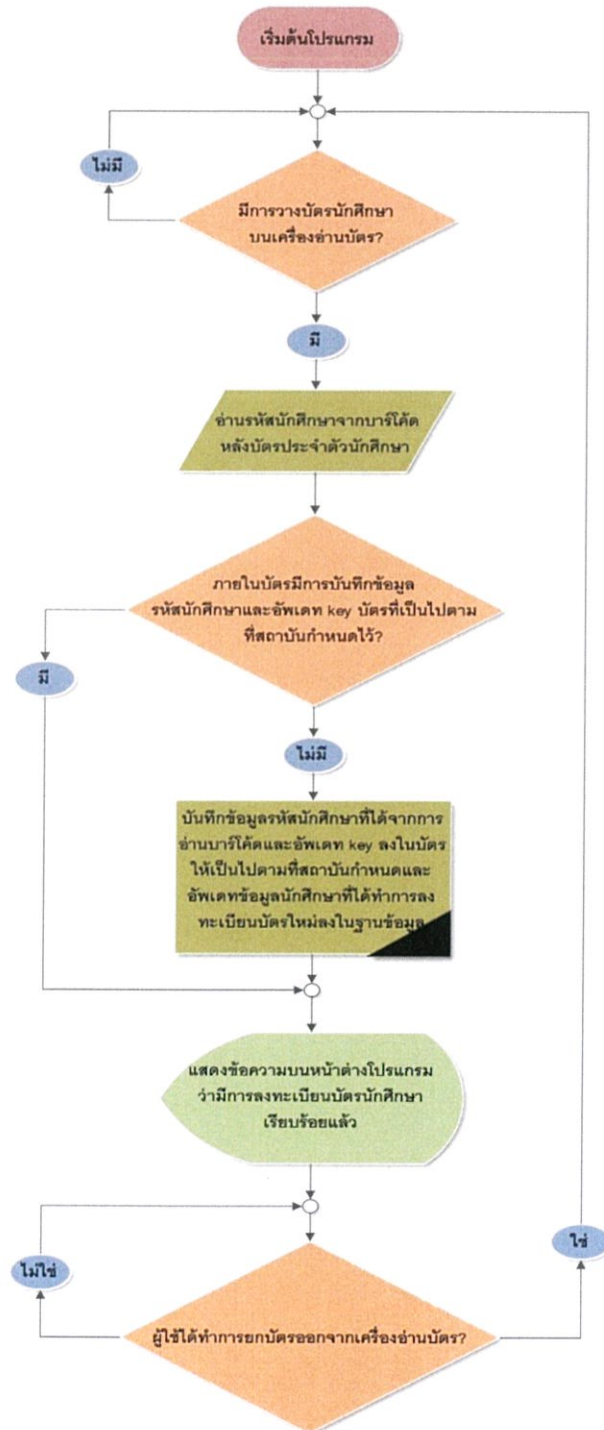 เริ่มต้นโปรแกรม
ไม่มี
มีการวางบัตรนักศึกษา
บนเครื่องอ่านบัตร?
มี
อ่านรหัสนักศึกษาจากบาร์โค้ด
หลังบัตรประจำตัวนักศึกษา
ภายในบัตรมีการบันทึกข้อมูล
รหัสนักศึกษาและอัพเดท key บัตรที่เป็นไปตาม
ที่สถาบันกำหนดไว้?
มี
ไม่มี
บันทึกข้อมูลรหัสนักศึกษาที่ได้จากการ
อ่านบาร์โค้ดและอัพเดท key ลงในบัตร
ให้เป็นไปตามที่สถาบันกำหนดและ
อัพเดทข้อมูลนักศึกษาที่ได้ทำการลง
ทะเบียนบัตรใหม่ลงในฐานข้อมูล
แสดงข้อความบนหน้าต่างโปรแกรม
ว่ามีการลงทะเบียนบัตรนักศึกษา
เรียบร้อยแล้ว
ใช่
ไม่ใช่
ผู้ใช้ได้ทำการยกบัตรออกจากเครื่องอ่านบัตร?